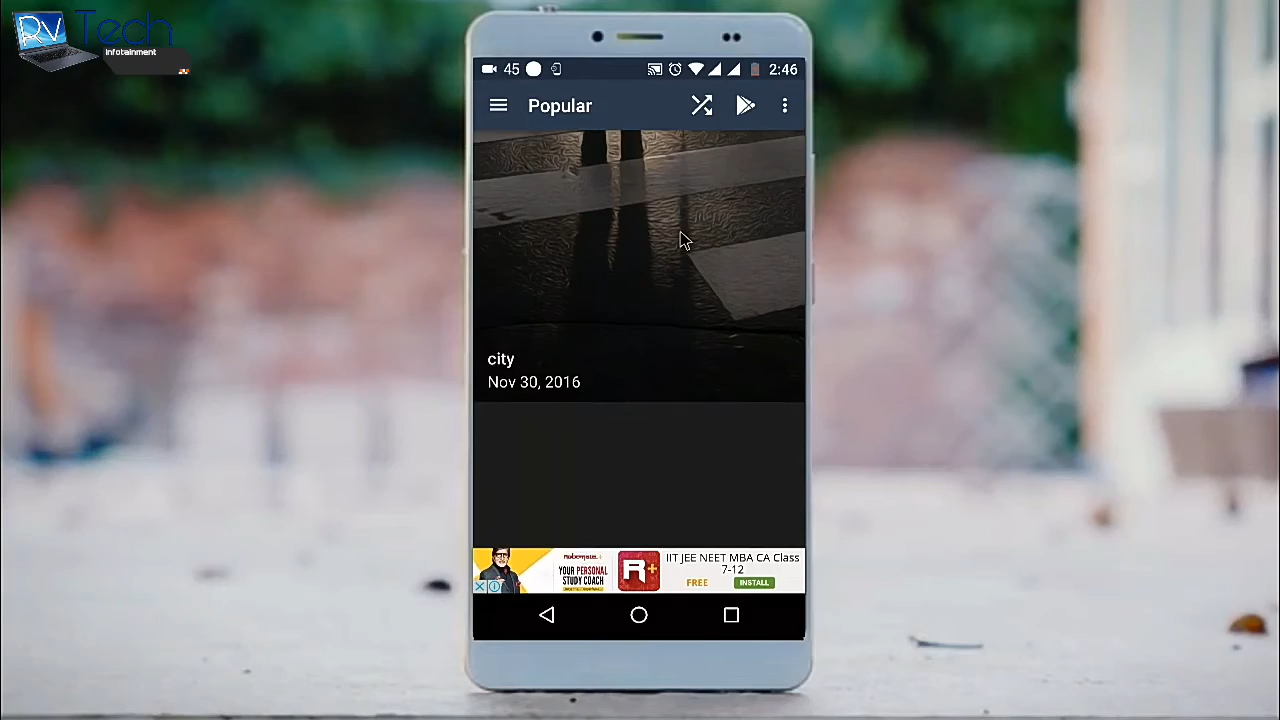 RV Tech
Infotainment
45
2:46
Popular
city
Nov 30, 2016
YOUR PERSONAL
STUDY COACH
R+
IIT JEE NEET MBA CA Class
7-12
FREE
INSTALL